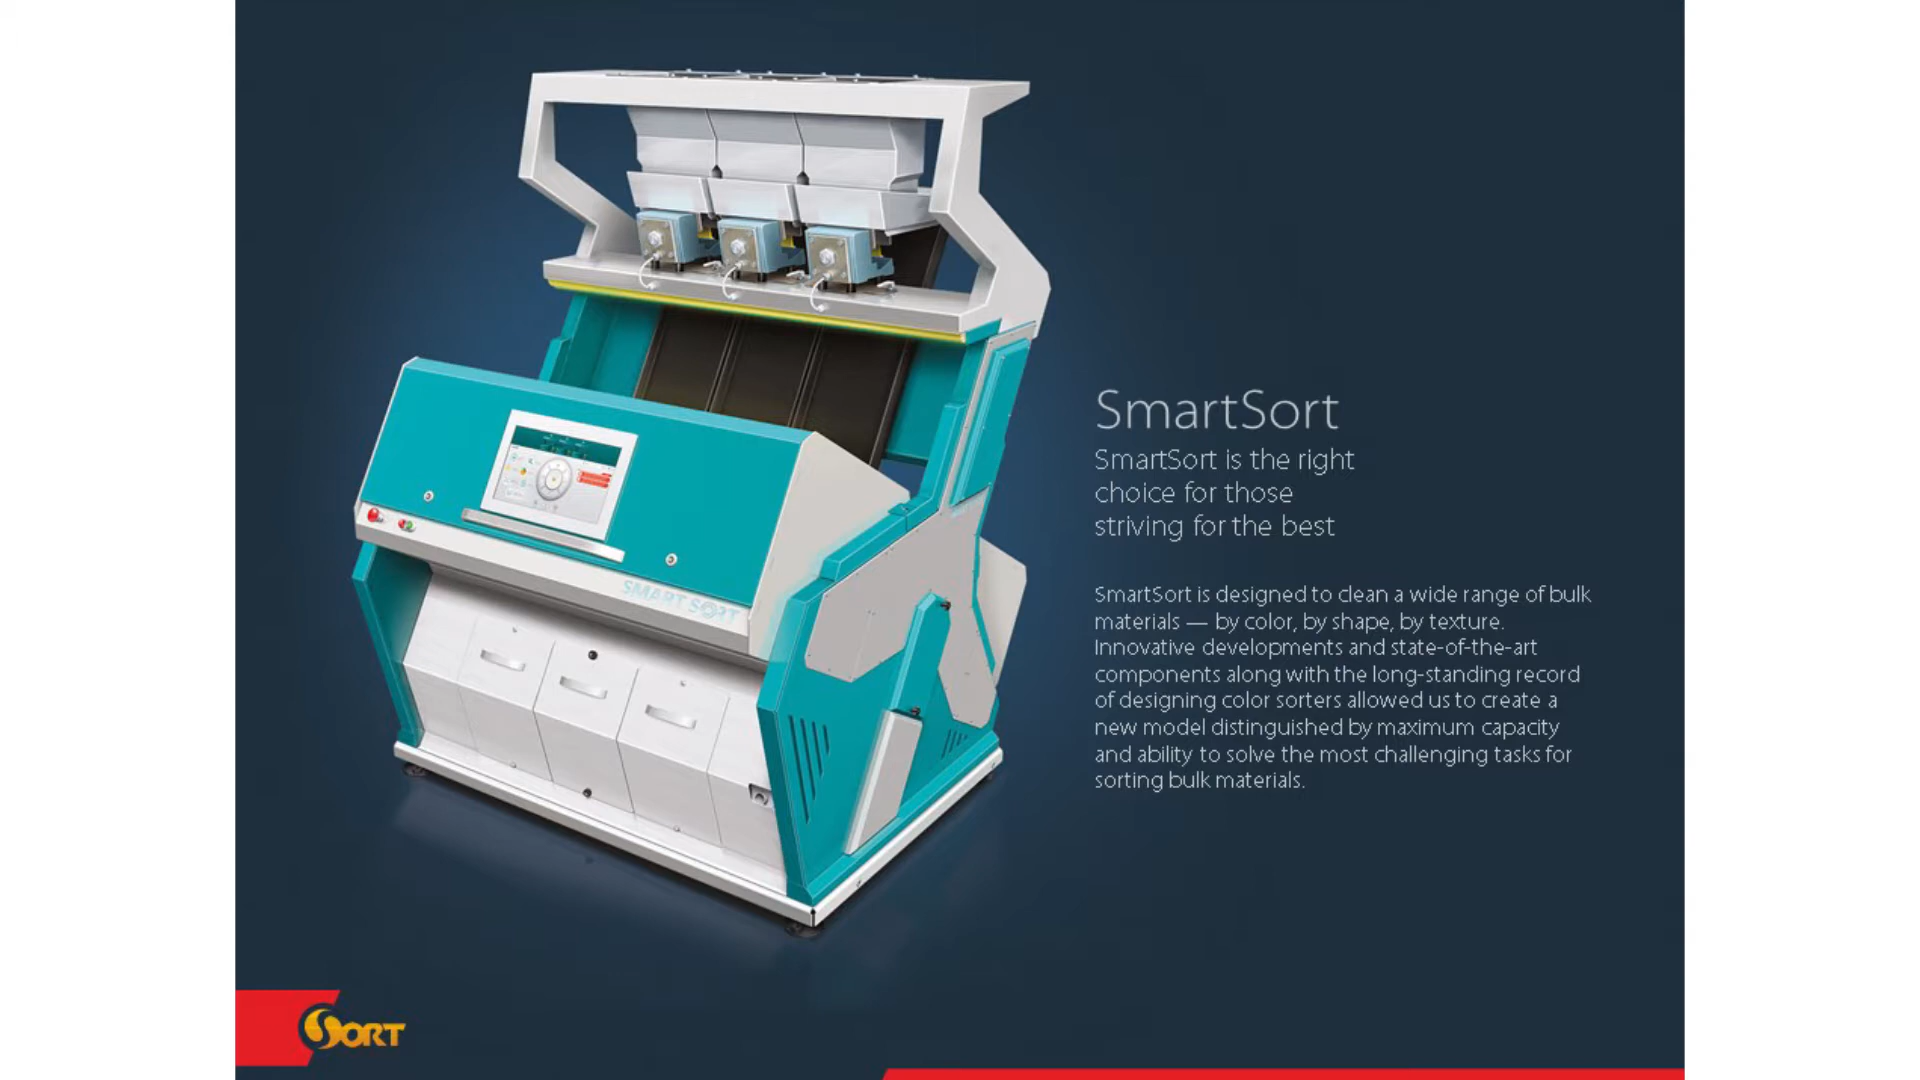 SMART SORT
SmartSort
SmartSort is the right
choice for those
striving for the best
SmartSort is designed to clean a wide range of bulk
materials — by color, by shape, by texture.
Innovative developments and state-of-the-art
components along with the long-standing record
of designing color sorters allowed us to create a
new model distinguished by maximum capacity
and ability to solve the most challenging tasks for
sorting bulk materials.
SORT